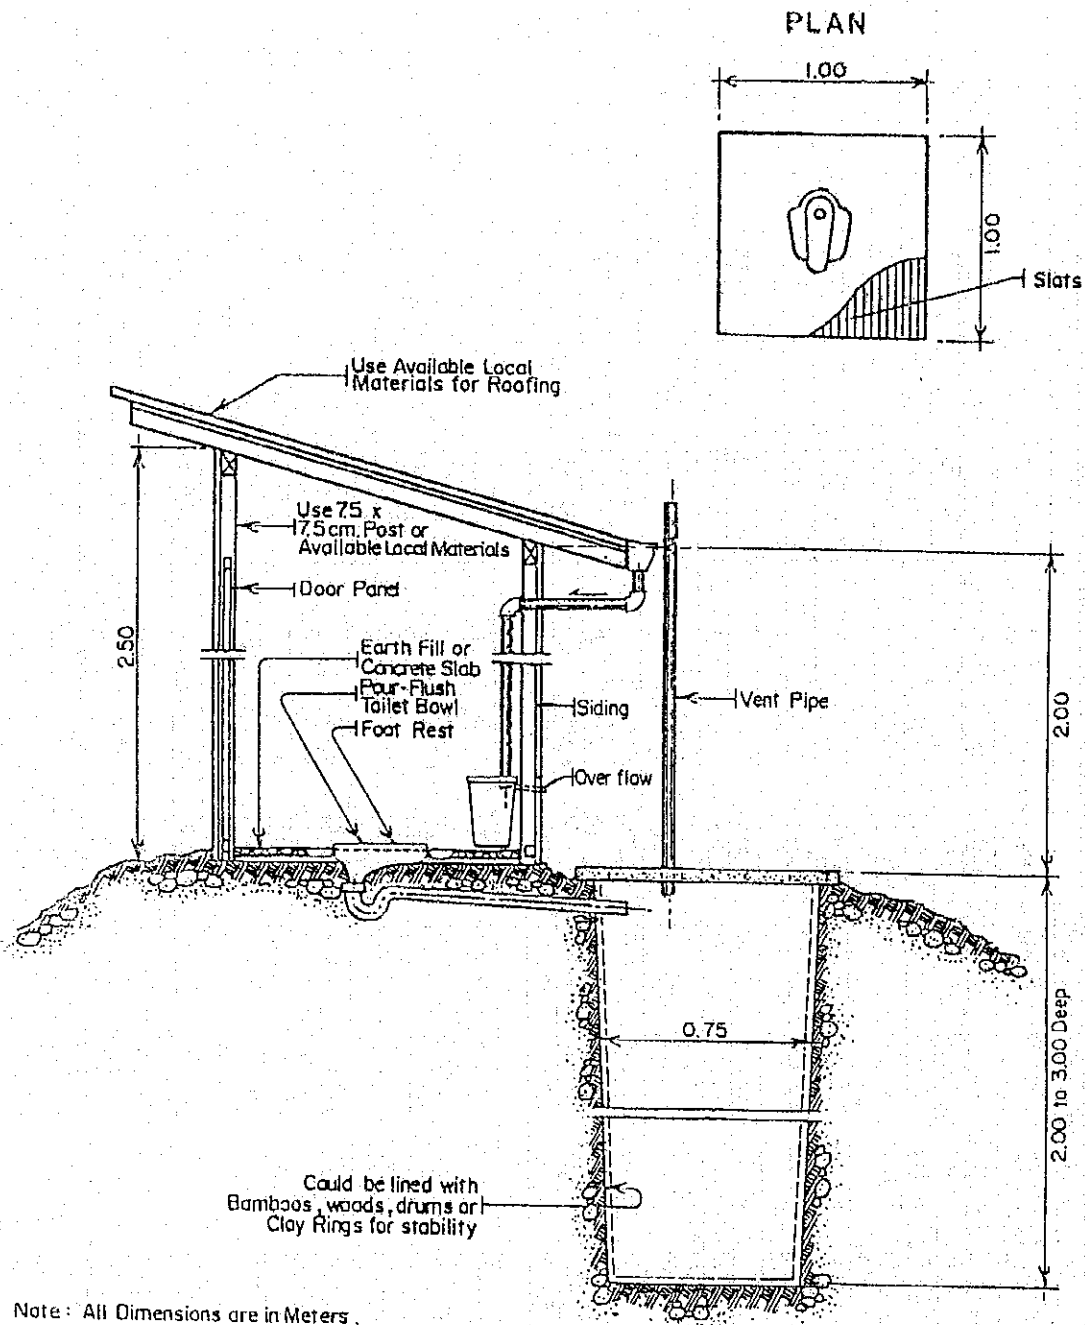 PLAN
1.00
1.00
Slats
Use Available Local
Materials for Roofing
Use 7.5 x
7.5 cm. Post or
Available Local Materials
Door Panel
2.50
Earth Fill or
Concrete Slab
Pour-Flush
Toilet Bowl
Foot Rest
Siding
Vent Pipe
2.00
Over flow
0.75
2.00 to 3.00 Deep
Could be lined with
Bamboos, woods, drums or
Clay Rings for stability
Note: All Dimensions are in Meters.